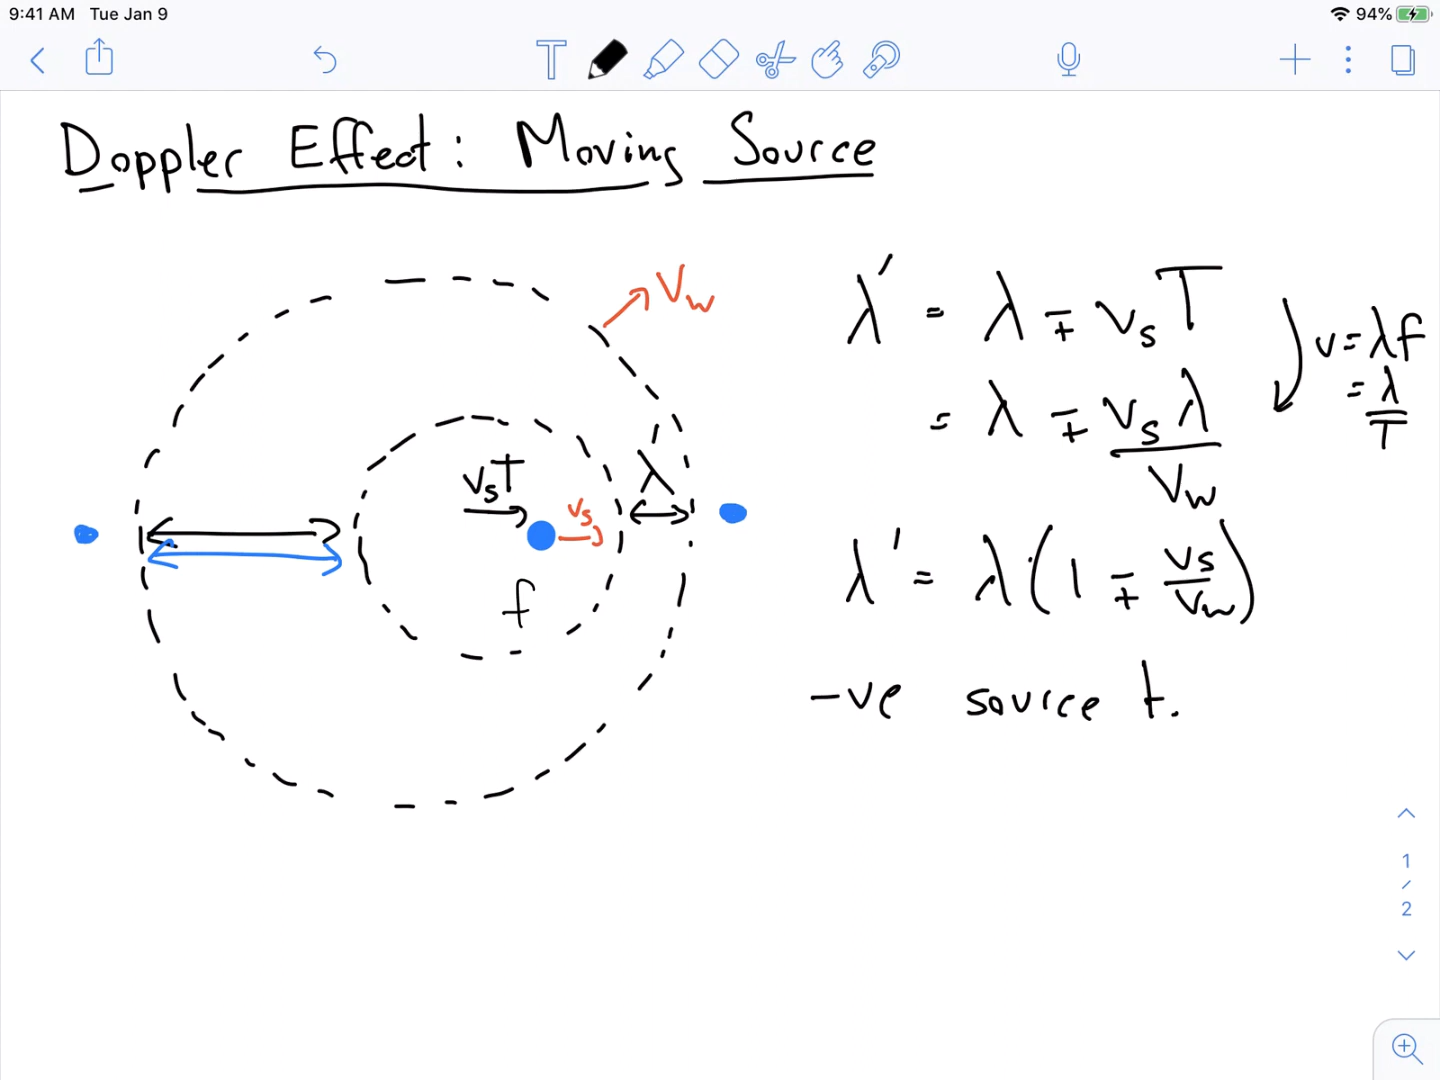 9:41 AM Tue Jan 9
94%
T
Doppler Effect: Moving Source
Vw
vsT
λ
vs
f
λ′ = λ ∓ vsT
v = λf
= λ/T
= λ ∓ vsλ/Vw
λ′ = λ(1 ∓ vs/vw)
-ve source t.
1
/
2